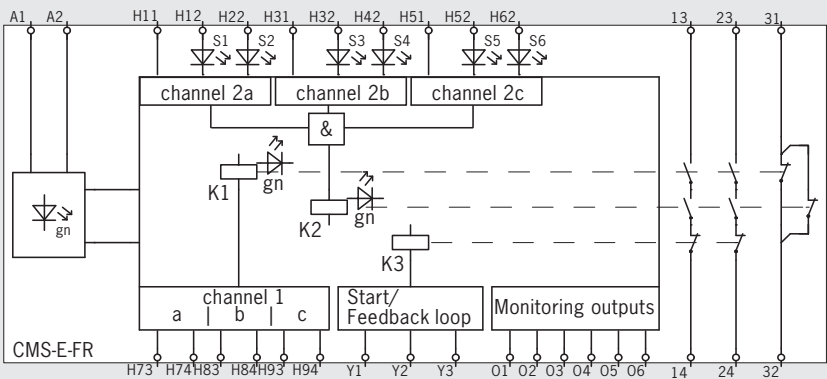 A1 A2 H11 H12 H22 H31 H32 H42 H51 H52 H62 13 23 31
S1 S2 S3 S4 S5 S6
channel 2a channel 2b channel 2c
&
K1 gn
K2 gn
gn
K3
channel 1 Start/ Monitoring outputs
a b c Feedback loop
CMS-E-FR
H73 H74 H83 H84 H93 H94 Y1 Y2 Y3 O1 O2 O3 O4 O5 O6 14 24 32